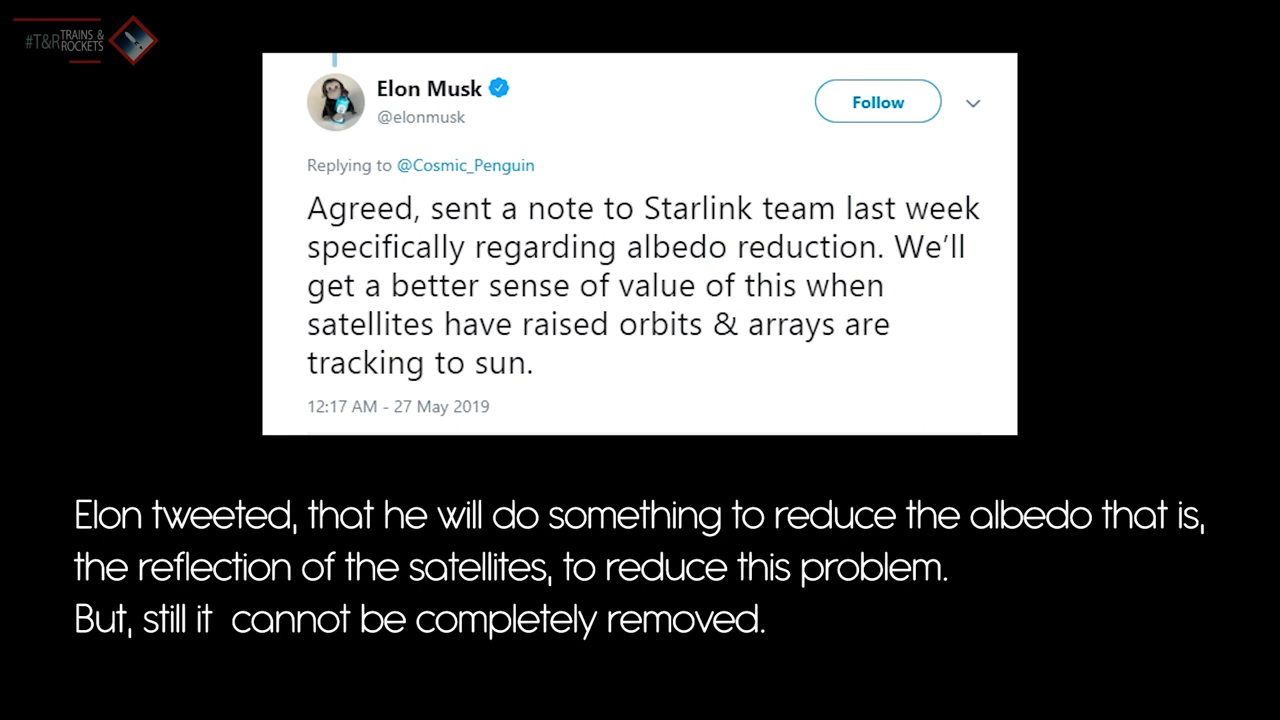 #T&R TRAINS &
ROCKETS
Elon Musk
@elonmusk
Follow
Replying to @Cosmic_Penguin
Agreed, sent a note to Starlink team last week
specifically regarding albedo reduction. We’ll
get a better sense of value of this when
satellites have raised orbits & arrays are
tracking to sun.
12:17 AM - 27 May 2019
Elon tweeted, that he will do something to reduce the albedo that is,
the reflection of the satellites, to reduce this problem.
But, still it  cannot be completely removed.